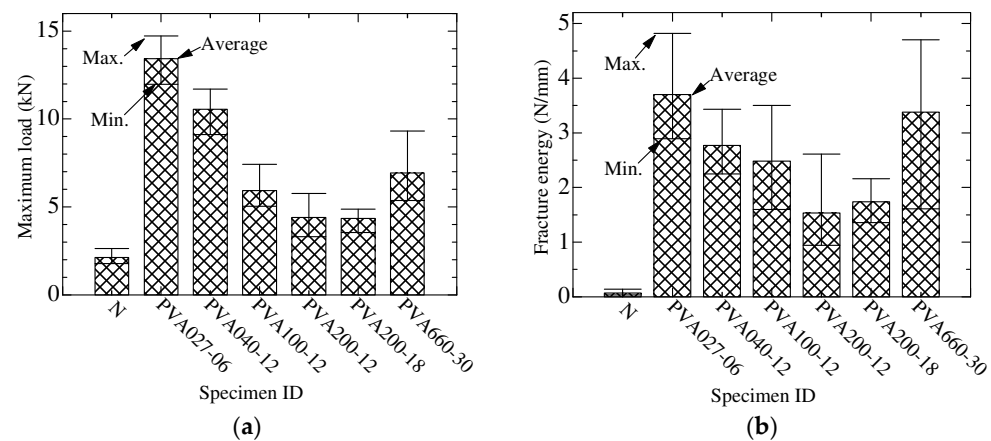 15
10
5
0
Maximum load (kN)
Max.
Average
Min.
N
PVA027-06
PVA040-12
PVA100-12
PVA200-12
PVA200-18
PVA660-30
Specimen ID
(a)
5
4
3
2
1
0
Fracture energy (N/mm)
Max.
Average
Min.
N
PVA027-06
PVA040-12
PVA100-12
PVA200-12
PVA200-18
PVA660-30
Specimen ID
(b)